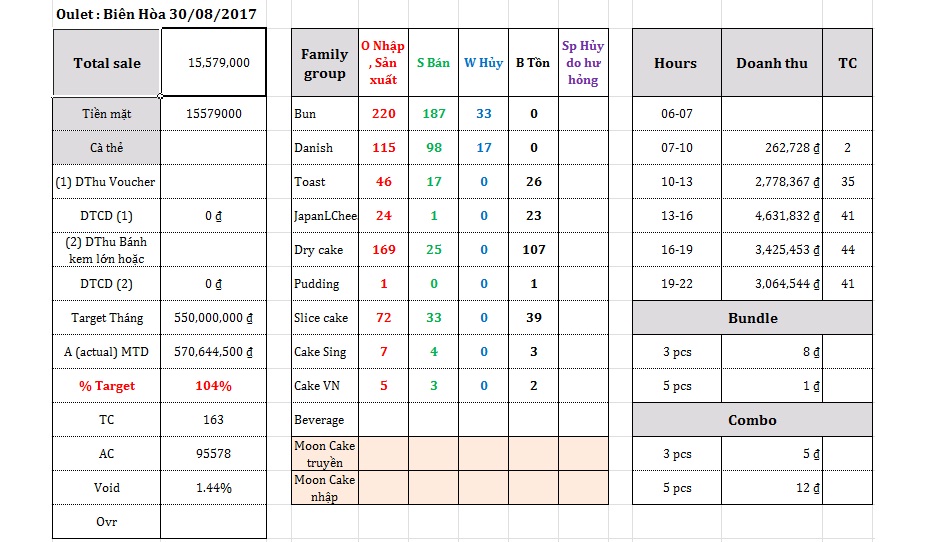 Oulet : Biên Hòa 30/08/2017
Total sale 15,579,000
Tiền mặt 15579000
Cà thẻ
(1) DThu Voucher
DTCD (1) 0 ₫
(2) DThu Bánh
kem lớn hoặc
DTCD (2) 0 ₫
Target Tháng 550,000,000 ₫
A (actual) MTD 570,644,500 ₫
% Target 104%
TC 163
AC 95578
Void 1.44%
Ovr
Family
group
O Nhập
, Sản
xuất
S Bán
W Hủy
B Tồn
Sp Hủy
do hư
hỏng
Bun 220 187 33 0
Danish 115 98 17 0
Toast 46 17 0 26
JapanLChee 24 1 0 23
Dry cake 169 25 0 107
Pudding 1 0 0 1
Slice cake 72 33 0 39
Cake Sing 7 4 0 3
Cake VN 5 3 0 2
Beverage
Moon Cake
truyền
Moon Cake
nhập
Hours Doanh thu TC
06-07
07-10 262,728 ₫ 2
10-13 2,778,367 ₫ 35
13-16 4,631,832 ₫ 41
16-19 3,425,453 ₫ 44
19-22 3,064,544 ₫ 41
Bundle
3 pcs 8 ₫
5 pcs 1 ₫
Combo
3 pcs 5 ₫
5 pcs 12 ₫